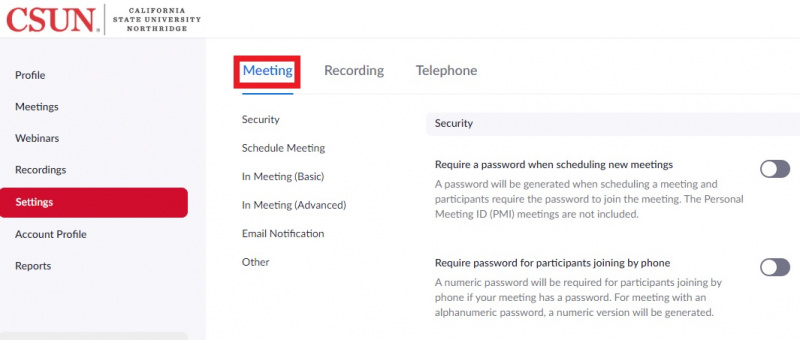 CSUN. CALIFORNIA
STATE UNIVERSITY
NORTHRIDGE
Profile
Meetings
Webinars
Recordings
Settings
Account Profile
Reports
Meeting Recording Telephone
Security
Schedule Meeting
In Meeting (Basic)
In Meeting (Advanced)
Email Notification
Other
Security
Require a password when scheduling new meetings
A password will be generated when scheduling a meeting and
participants require the password to join the meeting. The Personal
Meeting ID (PMI) meetings are not included.
Require password for participants joining by phone
A numeric password will be required for participants joining by
phone if your meeting has a password. For meeting with an
alphanumeric password, a numeric version will be generated.